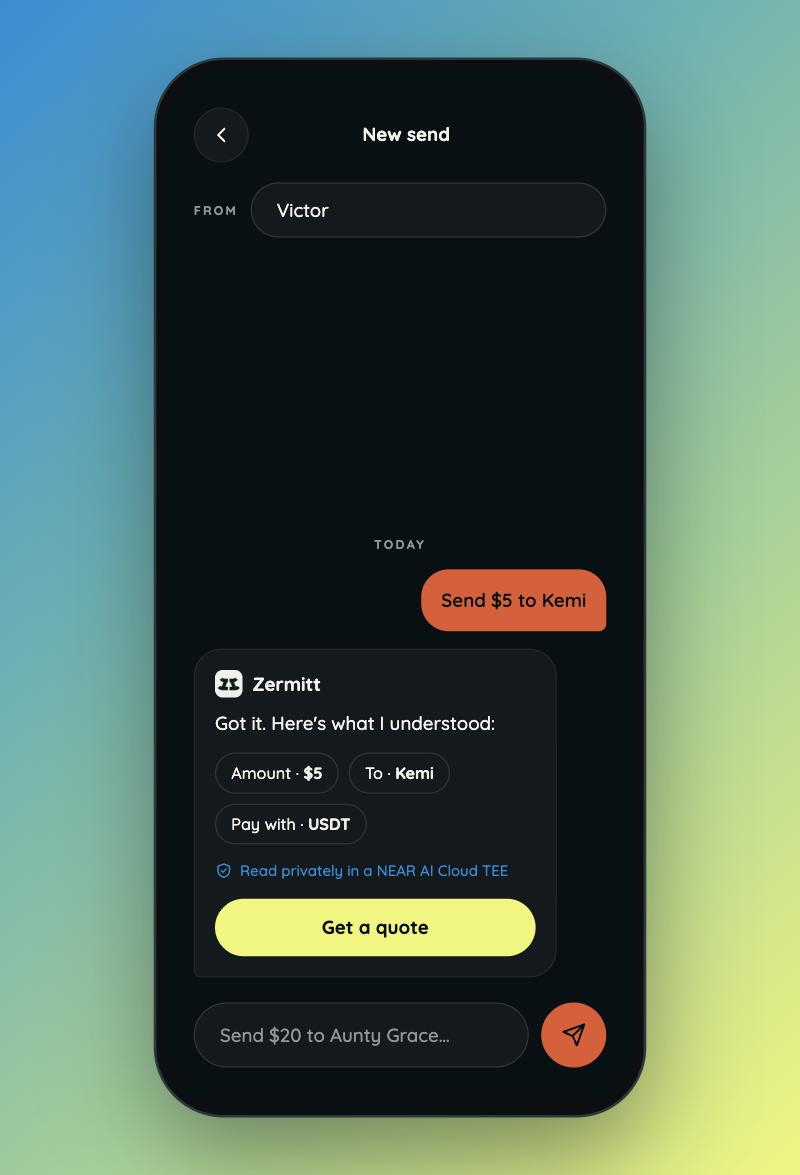 New send
FROM
Victor
TODAY
Send $5 to Kemi
Zermitt
Got it. Here's what I understood:
Amount · $5
To · Kemi
Pay with · USDT
Read privately in a NEAR AI Cloud TEE
Get a quote
Send $20 to Aunty Grace...